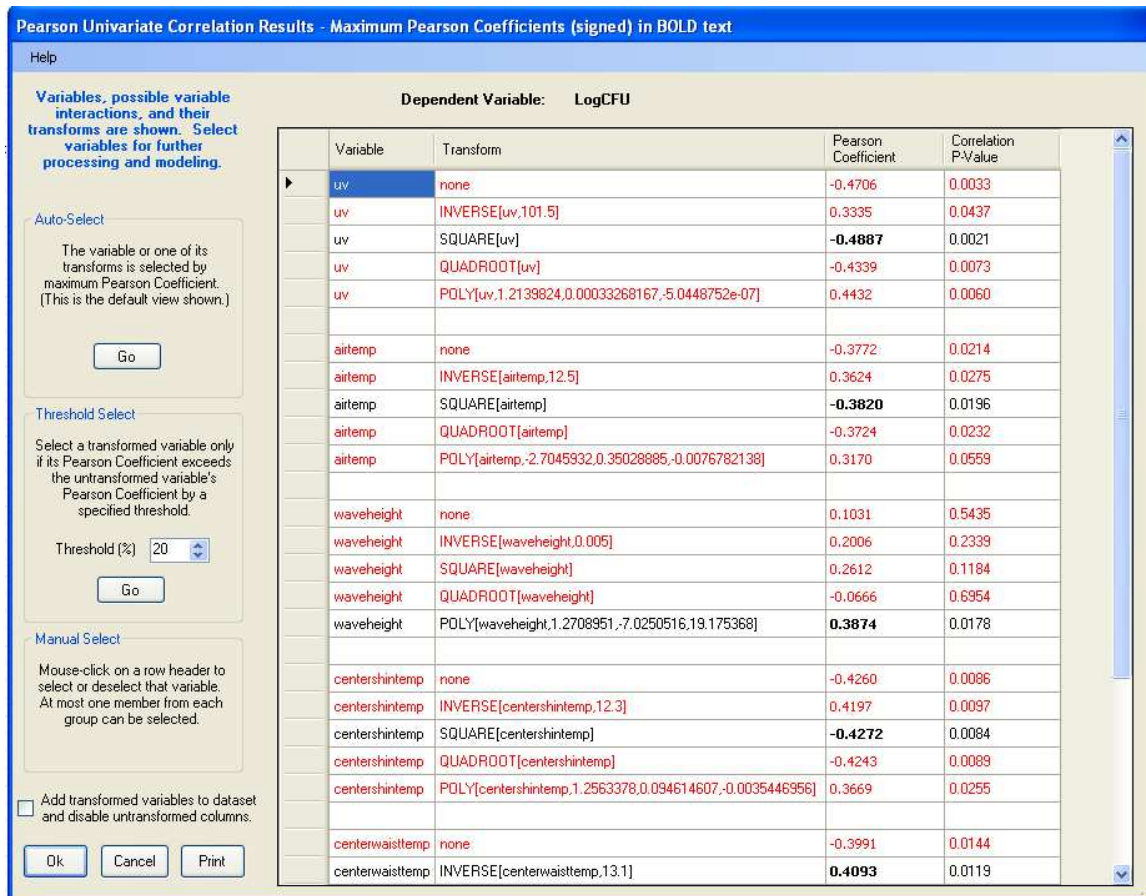 Pearson Univariate Correlation Results - Maximum Pearson Coefficients (signed) in BOLD text
Help
Variables, possible variable
interactions, and their
transforms are shown. Select
variables for further
processing and modeling.
Auto-Select
The variable or one of its
transforms is selected by
maximum Pearson Coefficient.
(This is the default view shown.)
Go
Threshold Select
Select a transformed variable only
if its Pearson Coefficient exceeds
the untransformed variable's
Pearson Coefficient by a
specified threshold.
Threshold (%) 20
Go
Manual Select
Mouse-click on a row header to
select or deselect that variable.
At most one member from each
group can be selected.
Add transformed variables to dataset
and disable untransformed columns.
Ok Cancel Print
Dependent Variable: LogCFU
Variable Transform Pearson Coefficient Correlation P-Value
uv none -0.4706 0.0033
uv INVERSE[uv,101.5] 0.3335 0.0437
uv SQUARE[uv] -0.4887 0.0021
uv QUADROOT[uv] -0.4339 0.0073
uv POLY[uv,1.2139824,0.00033268167,-5.0448752e-07] 0.4432 0.0060
airtemp none -0.3772 0.0214
airtemp INVERSE[airtemp,12.5] 0.3624 0.0275
airtemp SQUARE[airtemp] -0.3820 0.0196
airtemp QUADROOT[airtemp] -0.3724 0.0232
airtemp POLY[airtemp,-2.7045932,0.35028885,-0.0076782138] 0.3170 0.0559
waveheight none 0.1031 0.5435
waveheight INVERSE[waveheight,0.005] 0.2006 0.2339
waveheight SQUARE[waveheight] 0.2612 0.1184
waveheight QUADROOT[waveheight] -0.0666 0.6954
waveheight POLY[waveheight,1.2708951,-7.0250516,19.175368] 0.3874 0.0178
centershintemp none -0.4260 0.0086
centershintemp INVERSE[centershintemp,12.3] 0.4197 0.0097
centershintemp SQUARE[centershintemp] -0.4272 0.0084
centershintemp QUADROOT[centershintemp] -0.4243 0.0089
centershintemp POLY[centershintemp,1.2563378,0.094614607,-0.0035446956] 0.3669 0.0255
centerwaisttemp none -0.3991 0.0144
centerwaisttemp INVERSE[centerwaisttemp,13.1] 0.4093 0.0119